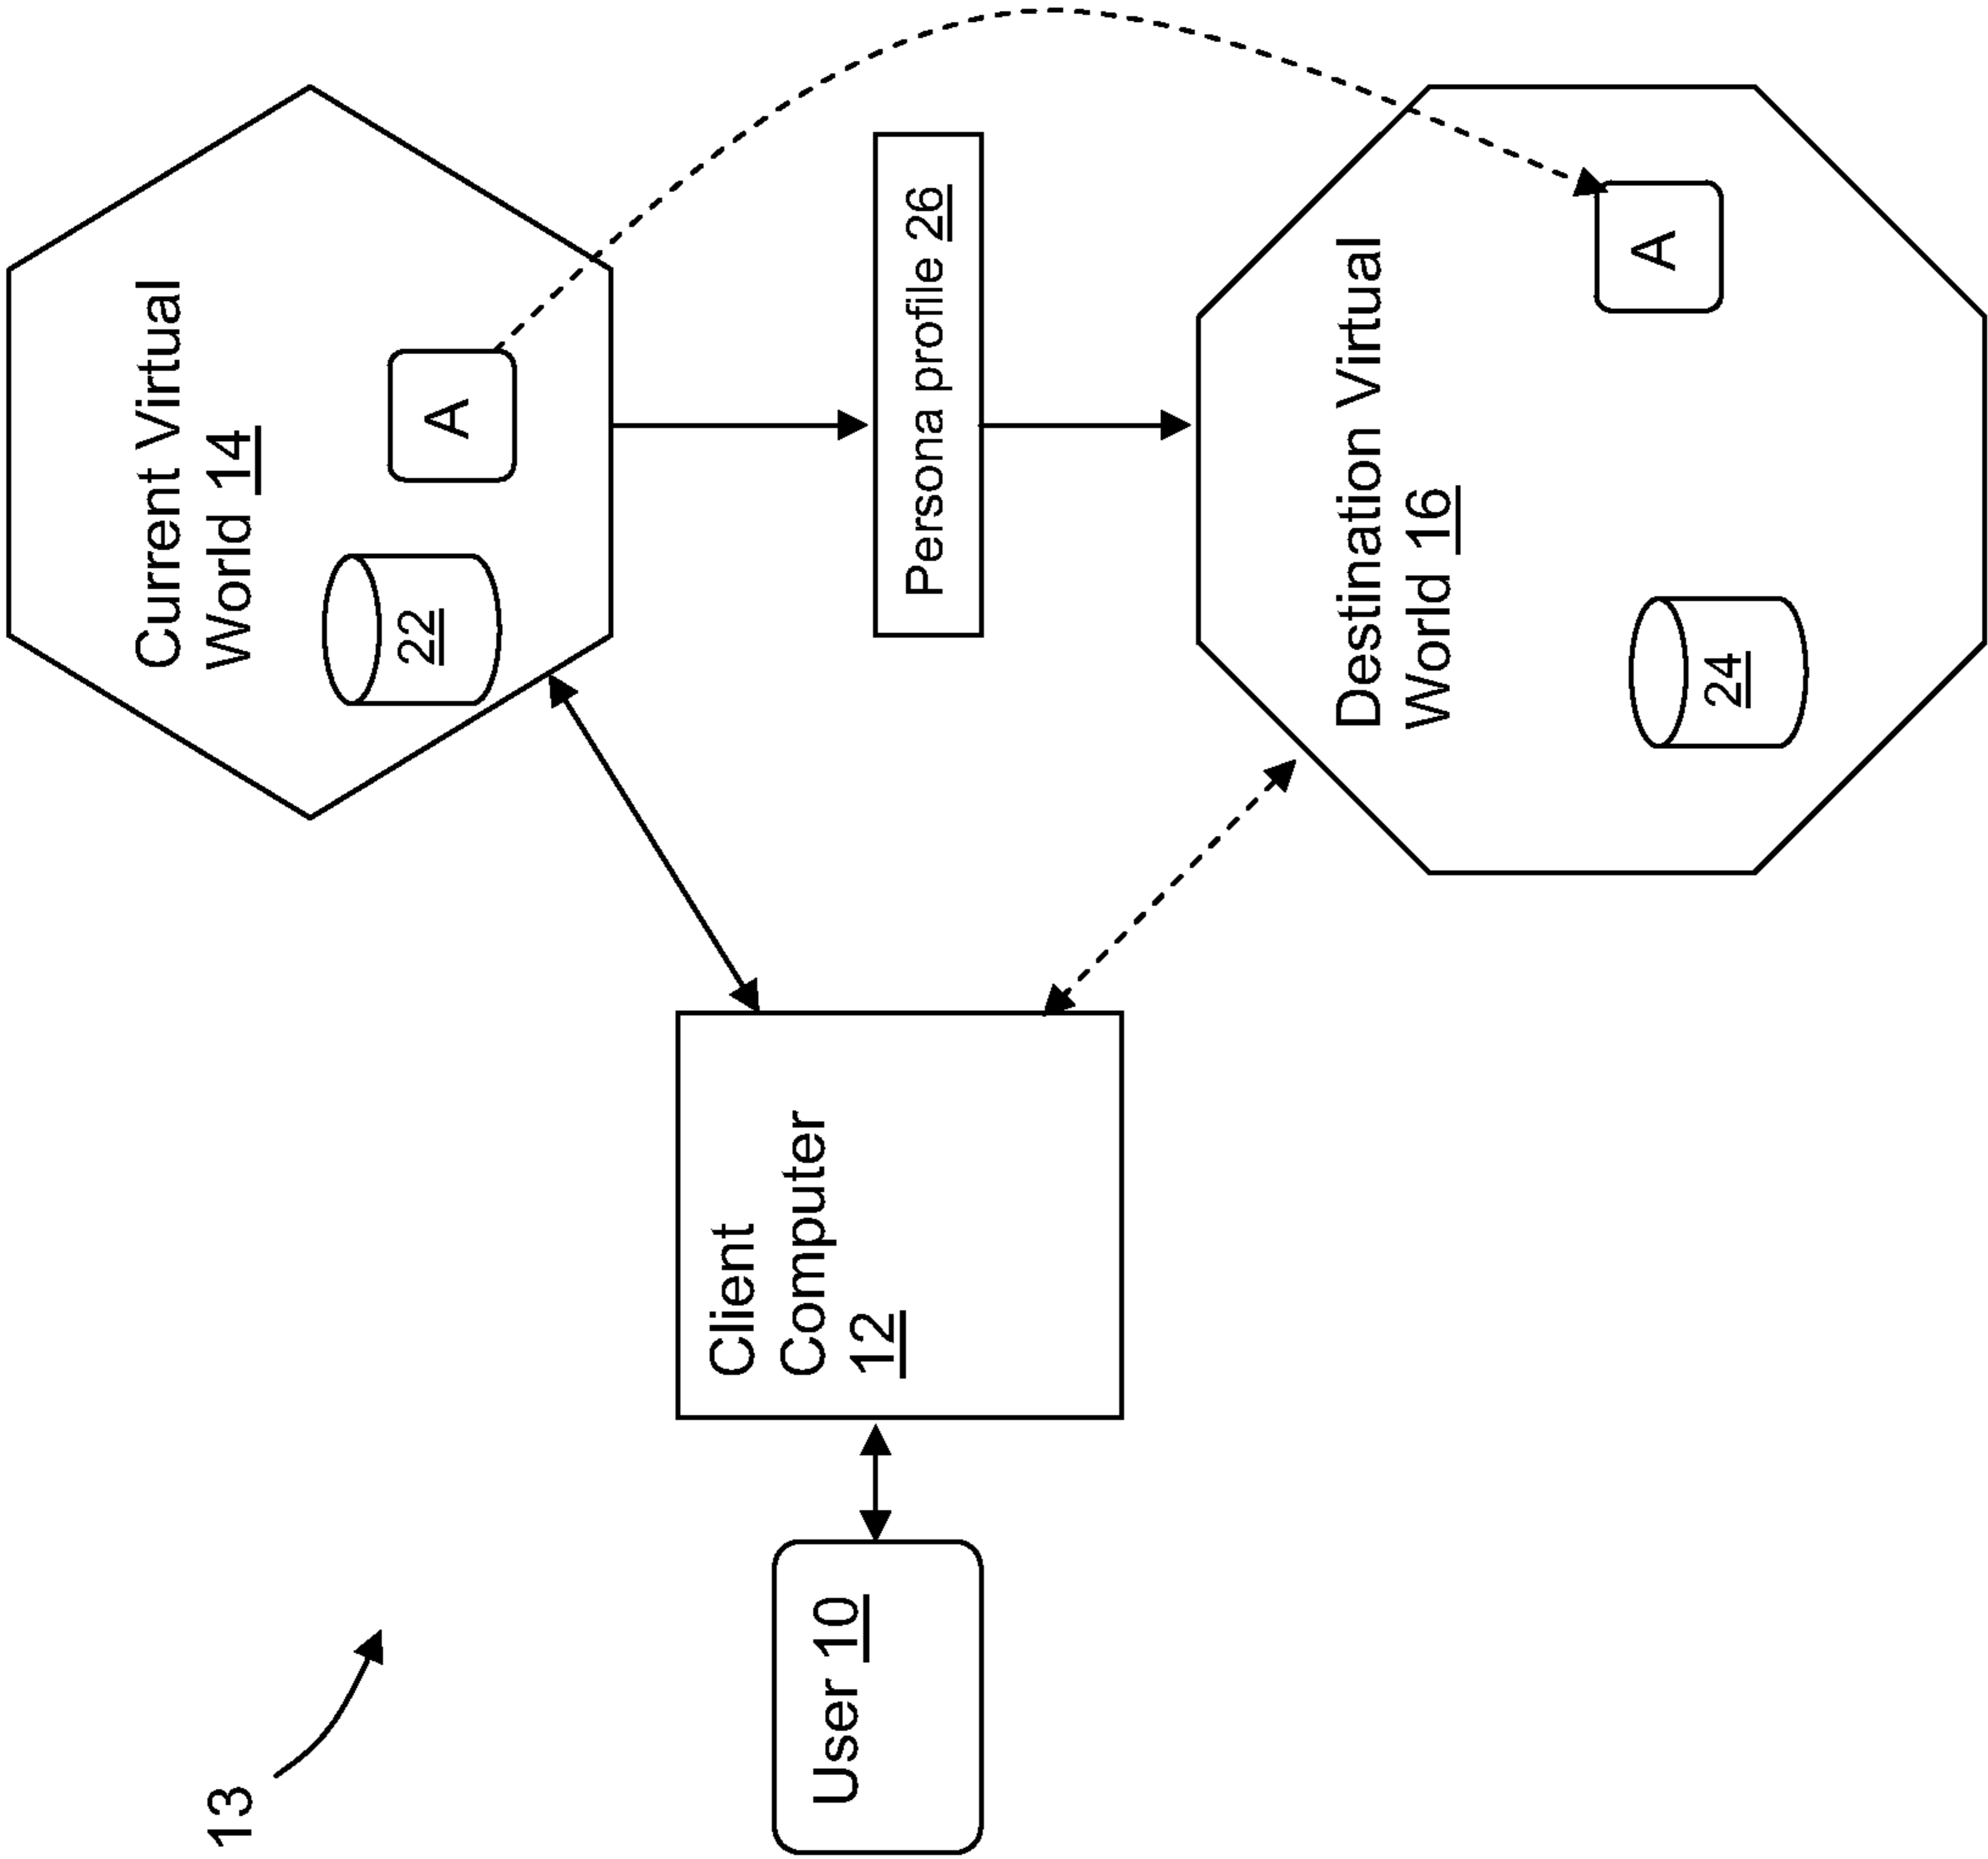 13
User 10
Client
Computer
12
Current Virtual
World 14
22
A
Persona profile 26
Destination Virtual
World 16
24
A